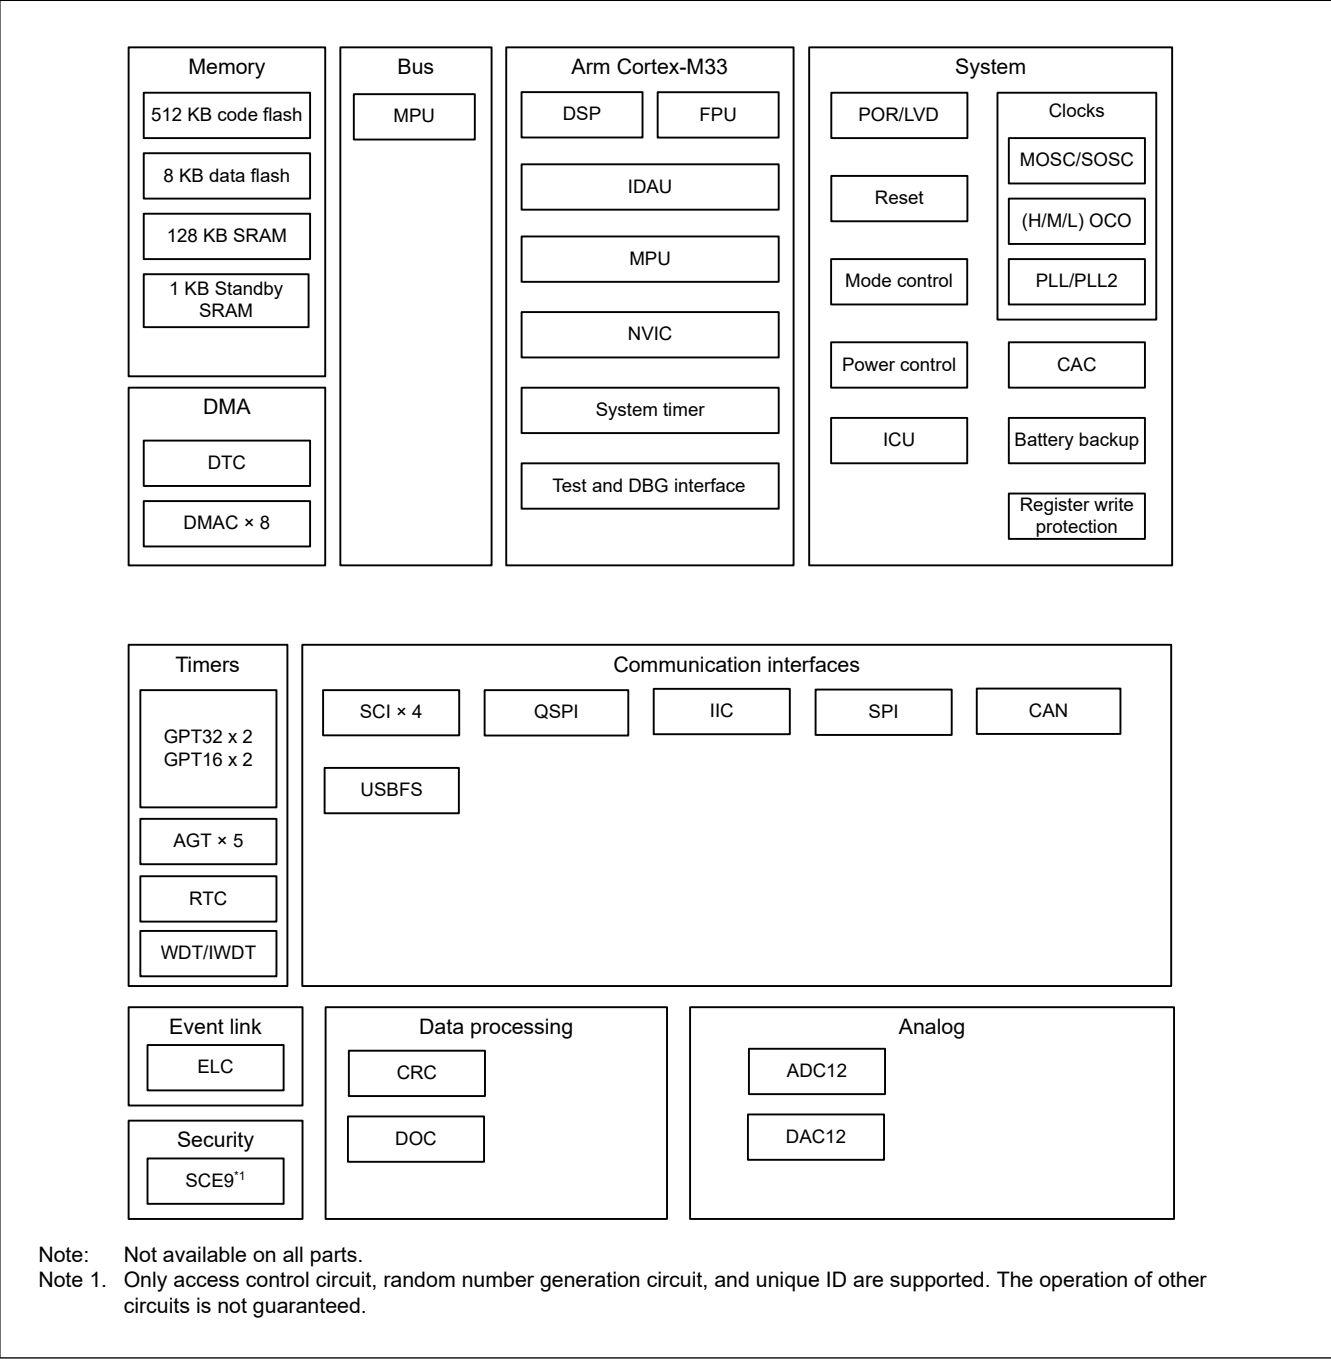 Memory
512 KB code flash
8 KB data flash
128 KB SRAM
1 KB Standby
SRAM
DMA
DTC
DMAC × 8
Bus
MPU
Arm Cortex-M33
DSP
FPU
IDAU
MPU
NVIC
System timer
Test and DBG interface
System
POR/LVD
Reset
Mode control
Power control
ICU
Clocks
MOSC/SOSC
(H/M/L) OCO
PLL/PLL2
CAC
Battery backup
Register write
protection
Timers
GPT32 x 2
GPT16 x 2
AGT × 5
RTC
WDT/IWDT
Communication interfaces
SCI × 4
QSPI
IIC
SPI
CAN
USBFS
Event link
ELC
Security
SCE9*1
Data processing
CRC
DOC
Analog
ADC12
DAC12
Note: Not available on all parts.
Note 1. Only access control circuit, random number generation circuit, and unique ID are supported. The operation of other
circuits is not guaranteed.